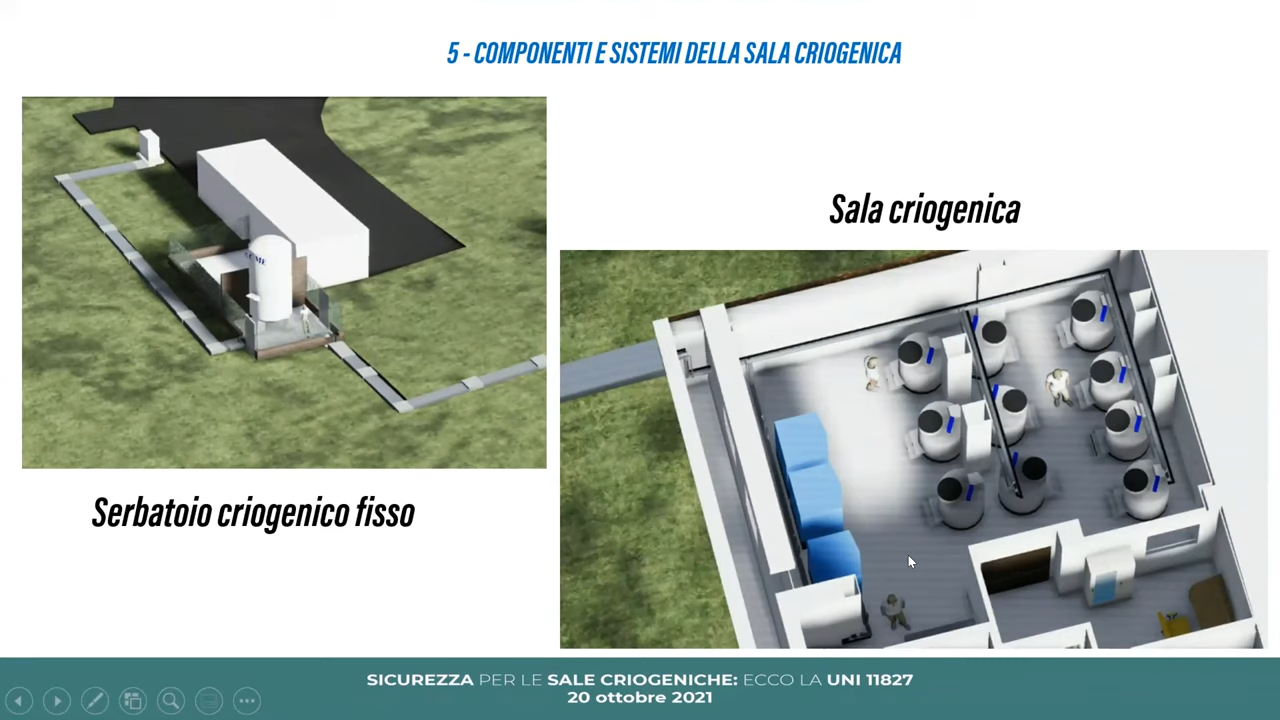 5 - COMPONENTI E SISTEMI DELLA SALA CRIOGENICA
Sala criogenica
Serbatoio criogenico fisso
SICUREZZA PER LE SALE CRIOGENICHE: ECCO LA UNI 11827
20 ottobre 2021